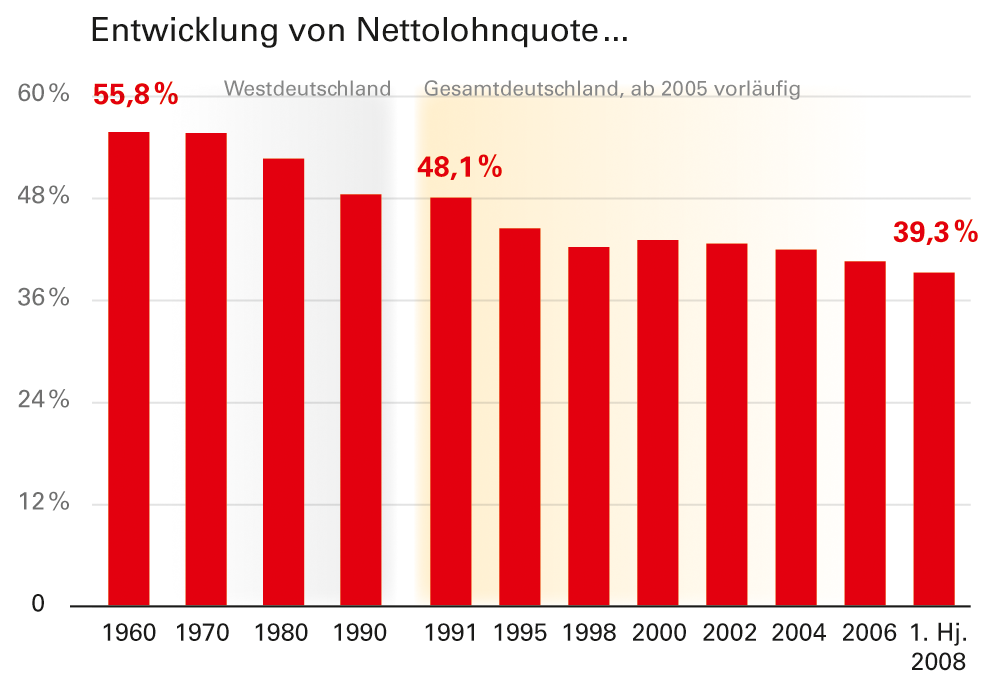 Entwicklung von Nettolohnquote...
60 % 55,8 % Westdeutschland Gesamtdeutschland, ab 2005 vorläufig
48,1 %
48 %
39,3 %
36 %
24 %
12 %
0
1960 1970 1980 1990 1991 1995 1998 2000 2002 2004 2006 1. Hj.
2008